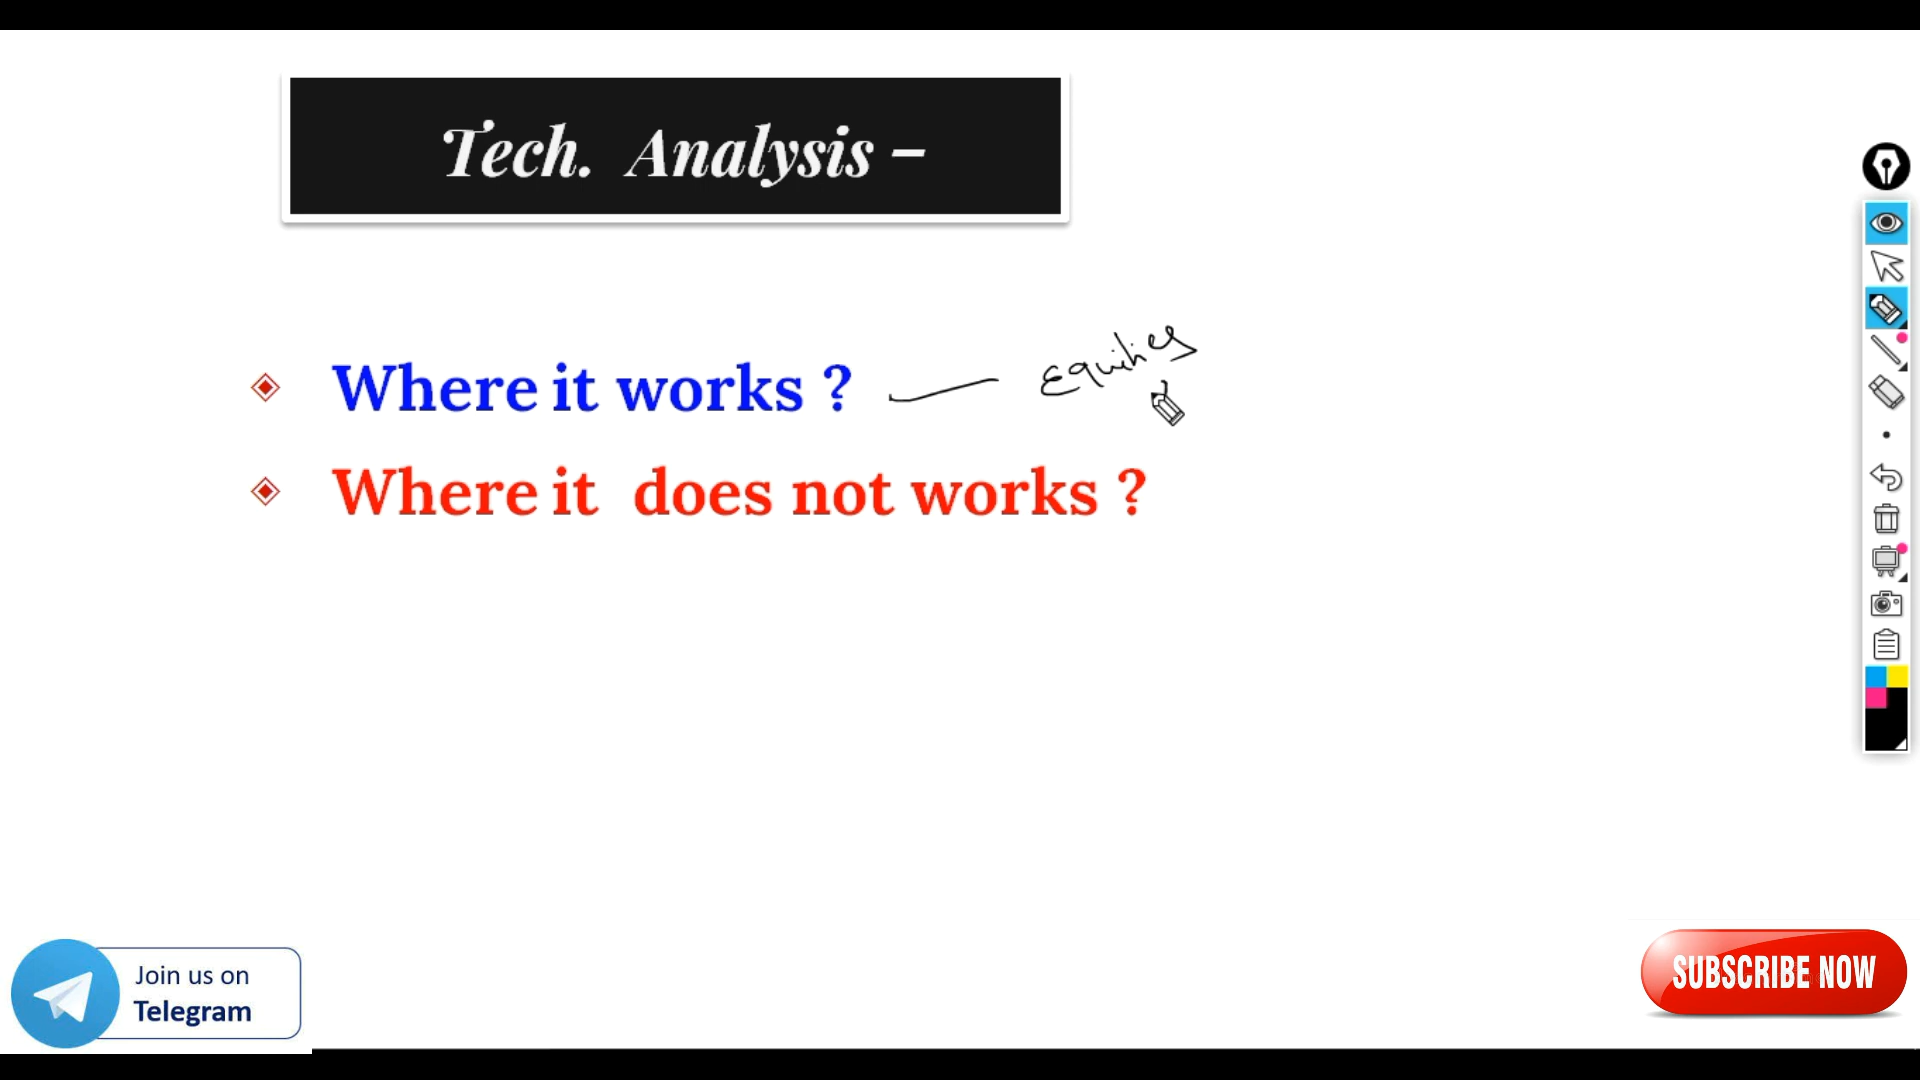 Tech. Analysis –
Where it works ? Equities
Where it does not works ?
Join us on
Telegram
SUBSCRIBE NOW